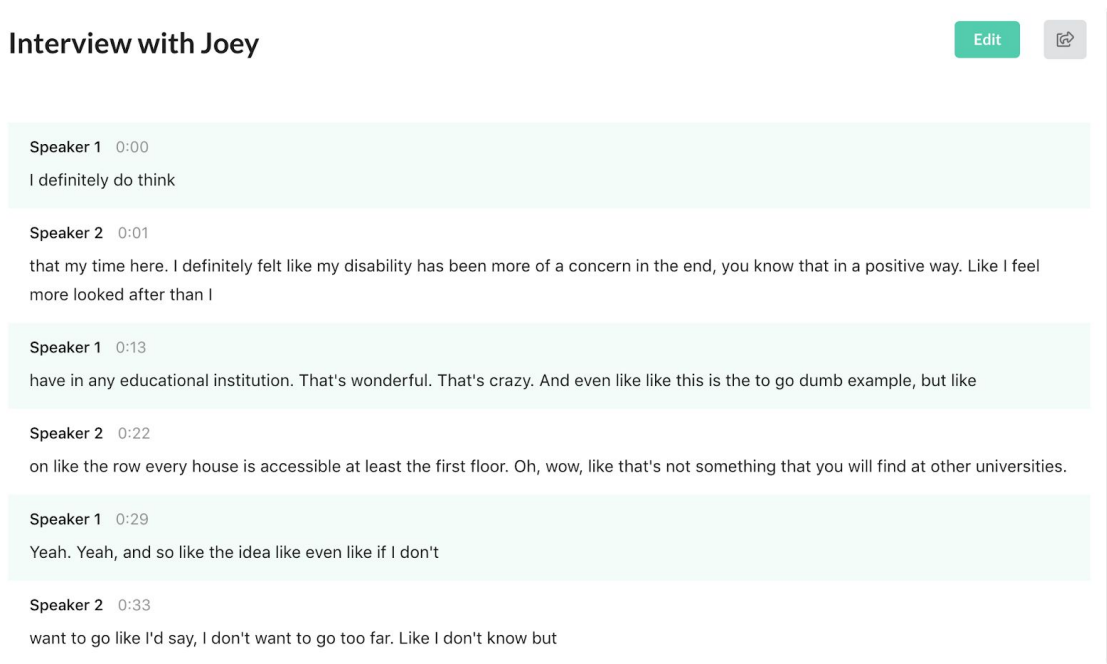 Interview with Joey
Edit
Speaker 1 0:00
I definitely do think
Speaker 2 0:01
that my time here. I definitely felt like my disability has been more of a concern in the end, you know that in a positive way. Like I feel
more looked after than I
Speaker 1 0:13
have in any educational institution. That's wonderful. That's crazy. And even like like this is the to go dumb example, but like
Speaker 2 0:22
on like the row every house is accessible at least the first floor. Oh, wow, like that's not something that you will find at other universities.
Speaker 1 0:29
Yeah. Yeah, and so like the idea like even like if I don't
Speaker 2 0:33
want to go like I'd say, I don't want to go too far. Like I don't know but